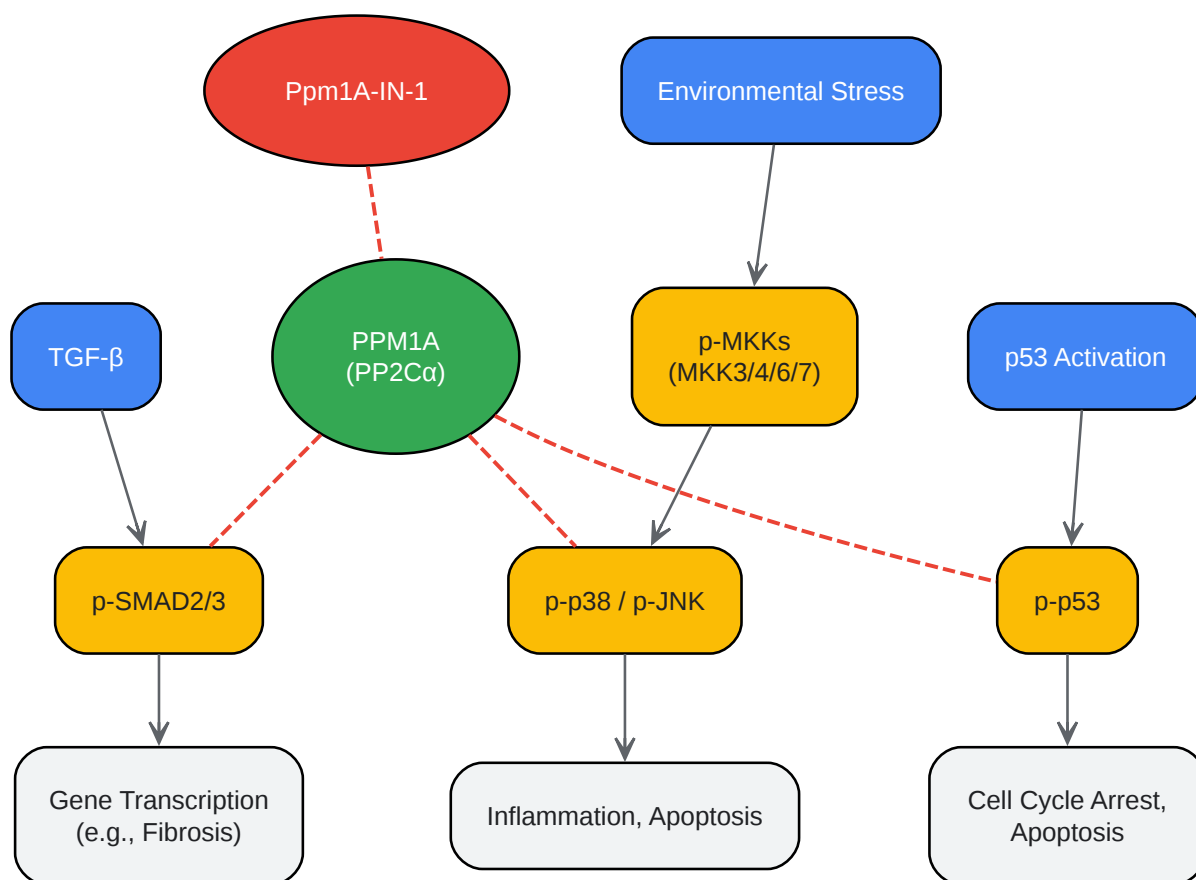 Ppm1A-IN-1
Environmental Stress
TGF-β
PPM1A
(PP2Cα)
p-MKKs
(MKK3/4/6/7)
p53 Activation
p-SMAD2/3
p-p38 / p-JNK
p-p53
Gene Transcription
(e.g., Fibrosis)
Inflammation, Apoptosis
Cell Cycle Arrest,
Apoptosis